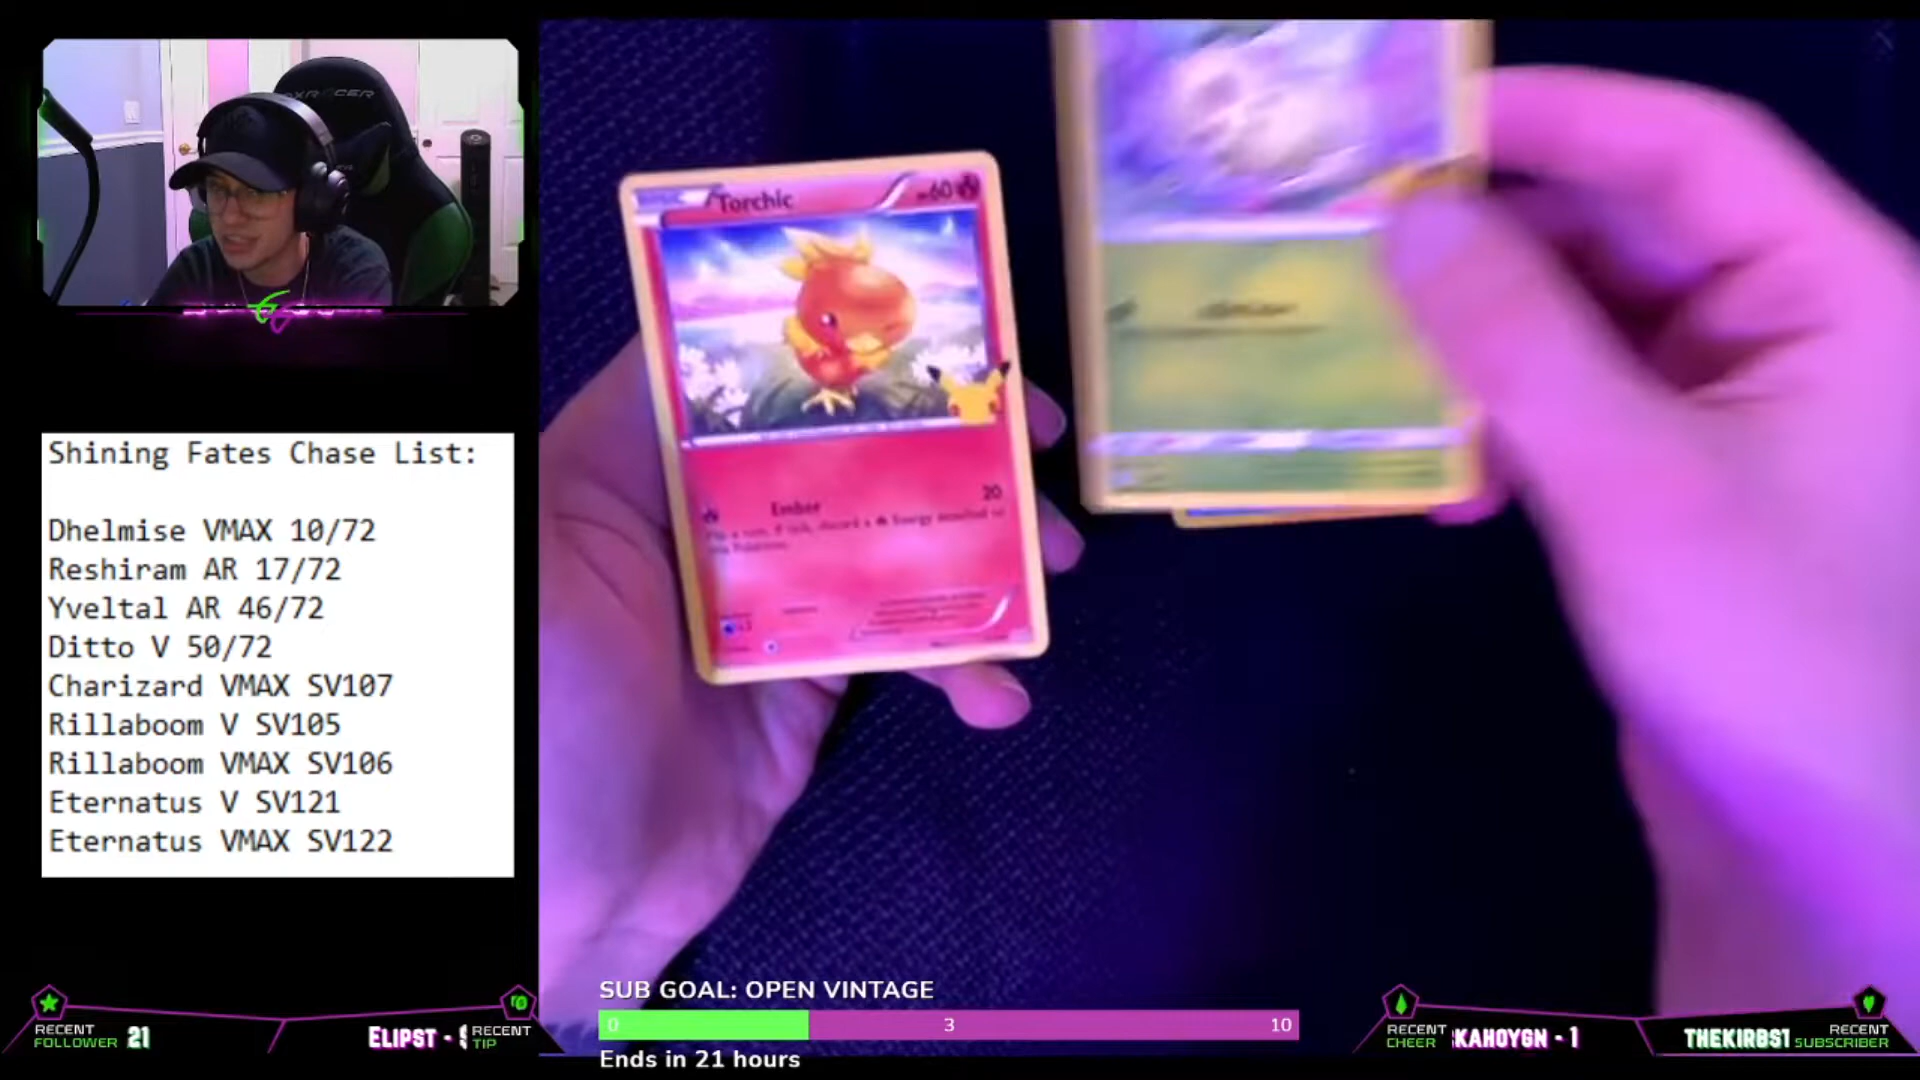 Shining Fates Chase List:
Dhelmise VMAX 10/72
Reshiram AR 17/72
Yveltal AR 46/72
Ditto V 50/72
Charizard VMAX SV107
Rillaboom V SV105
Rillaboom VMAX SV106
Eternatus V SV121
Eternatus VMAX SV122
Torchic
60
Ember
20
SUB GOAL: OPEN VINTAGE
0 3 10
Ends in 21 hours
RECENT
FOLLOWER 21
ELIPST -
RECENT
TIP
RECENT
CHEER
KAHOYGN - 1
THEKIRBST
RECENT
SUBSCRIBER